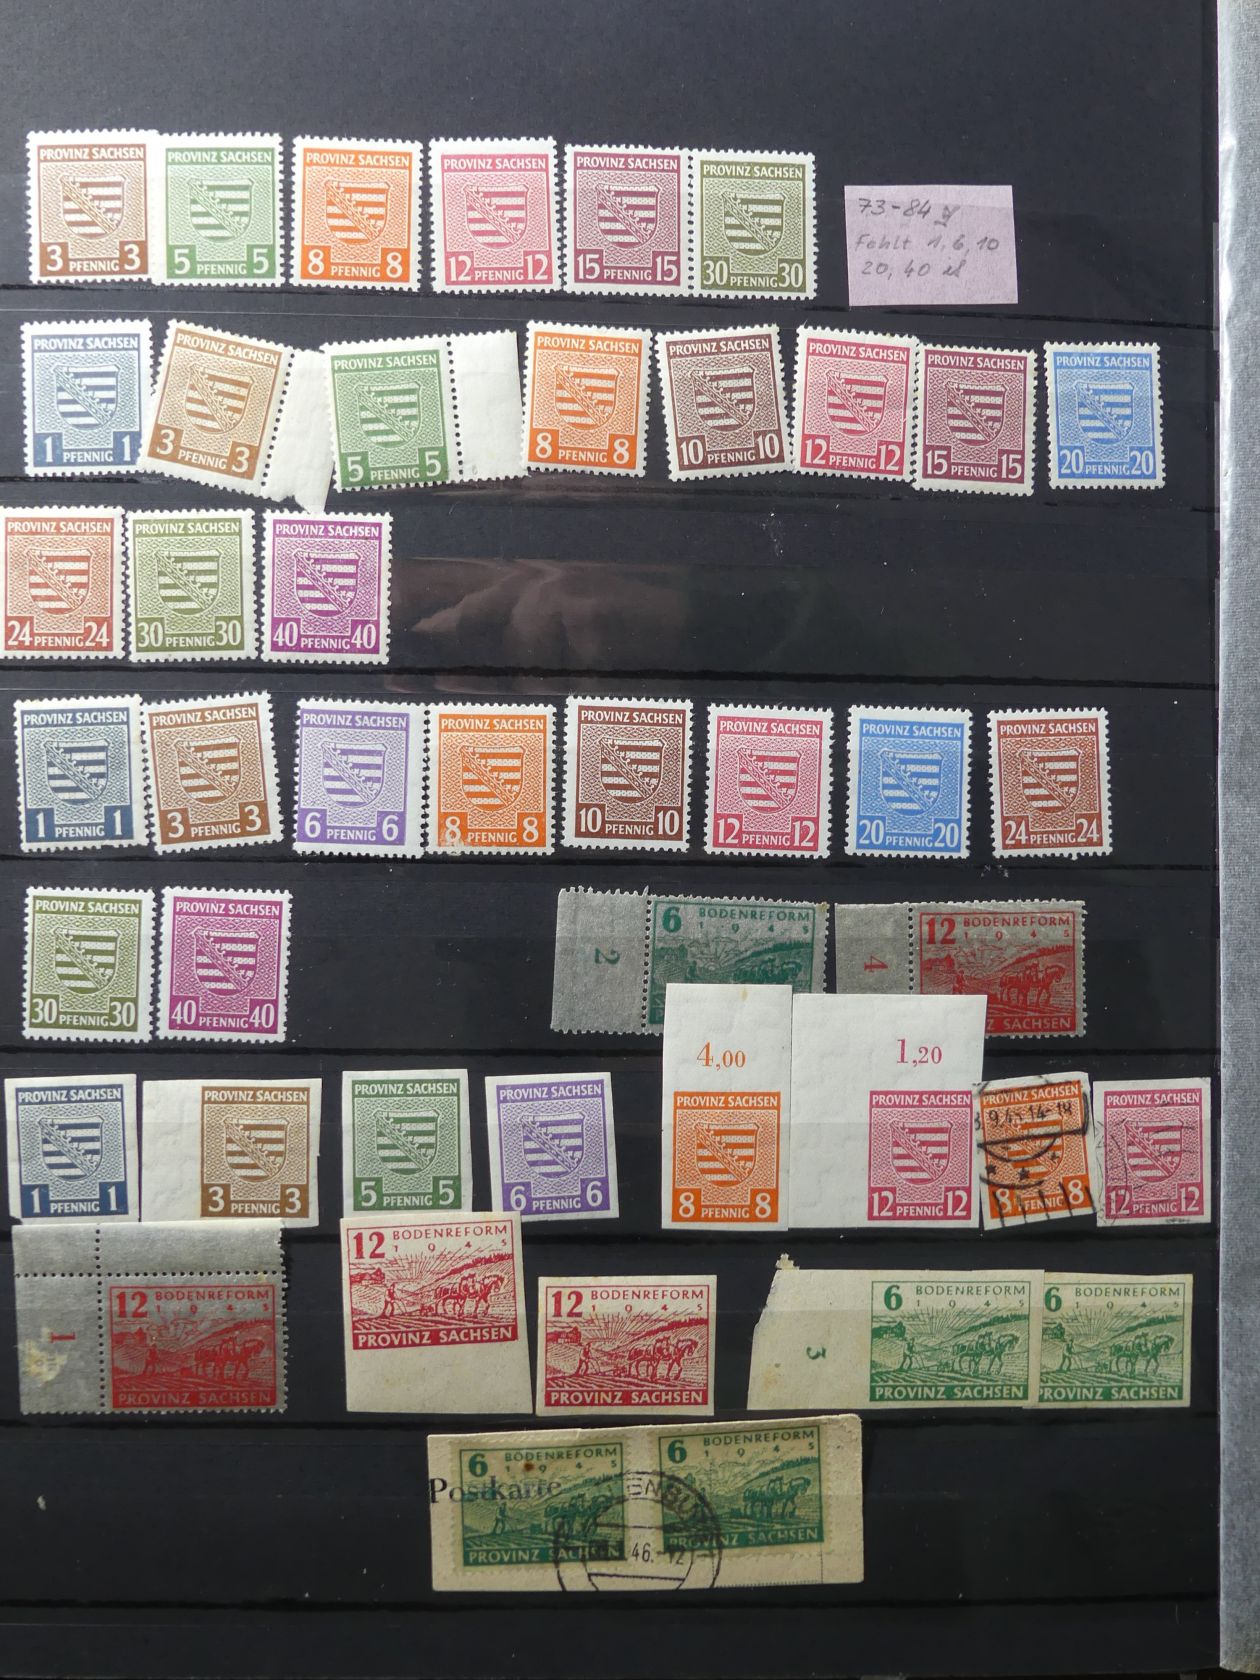 PROVINZ SACHSEN
3 PFENNIG 3
PROVINZ SACHSEN
5 PFENNIG 5
PROVINZ SACHSEN
8 PFENNIG 8
PROVINZ SACHSEN
12 PFENNIG 12
PROVINZ SACHSEN
15 PFENNIG 15
PROVINZ SACHSEN
30 PFENNIG 30
73-84 y
Fehlt 1, 6, 10
20, 40
PROVINZ SACHSEN
1 PFENNIG 1
PROVINZ SACHSEN
3 PFENNIG 3
PROVINZ SACHSEN
5 PFENNIG 5
PROVINZ SACHSEN
8 PFENNIG 8
PROVINZ SACHSEN
10 PFENNIG 10
PROVINZ SACHSEN
12 PFENNIG 12
PROVINZ SACHSEN
15 PFENNIG 15
PROVINZ SACHSEN
20 PFENNIG 20
PROVINZ SACHSEN
24 PFENNIG 24
PROVINZ SACHSEN
30 PFENNIG 30
PROVINZ SACHSEN
40 PFENNIG 40
PROVINZ SACHSEN
1 PFENNIG 1
PROVINZ SACHSEN
3 PFENNIG 3
PROVINZ SACHSEN
6 PFENNIG 6
PROVINZ SACHSEN
8 PFENNIG 8
PROVINZ SACHSEN
10 PFENNIG 10
PROVINZ SACHSEN
12 PFENNIG 12
PROVINZ SACHSEN
20 PFENNIG 20
PROVINZ SACHSEN
24 PFENNIG 24
PROVINZ SACHSEN
30 PFENNIG 30
PROVINZ SACHSEN
40 PFENNIG 40
2
6 BODENREFORM
1 9 4 5
4
12 BODENREFORM
1 9 4 5
SACHSEN
PROVINZ SACHSEN
1 PFENNIG 1
PROVINZ SACHSEN
3 PFENNIG 3
PROVINZ SACHSEN
5 PFENNIG 5
PROVINZ SACHSEN
6 PFENNIG 6
4,00
PROVINZ SACHSEN
8 PFENNIG 8
1,20
PROVINZ SACHSEN
12 PFENNIG 12
PROVINZ SACHSEN
8 PFENNIG 8
PROVINZ SACHSEN
12 PFENNIG 12
1
12 BODENREFORM
1 9 4 5
PROVINZ SACHSEN
12 BODENREFORM
1 9 4 5
PROVINZ SACHSEN
12 BODENREFORM
1 9 4 5
PROVINZ SACHSEN
3
6 BODENREFORM
1 9 4 5
PROVINZ SACHSEN
6 BODENREFORM
1 9 4 5
PROVINZ SACHSEN
Postkarte
6 BODENREFORM
1 9 4 5
PROVINZ SACHSEN
6 BODENREFORM
1 9 4 5
PROVINZ SACHSEN
46.-12